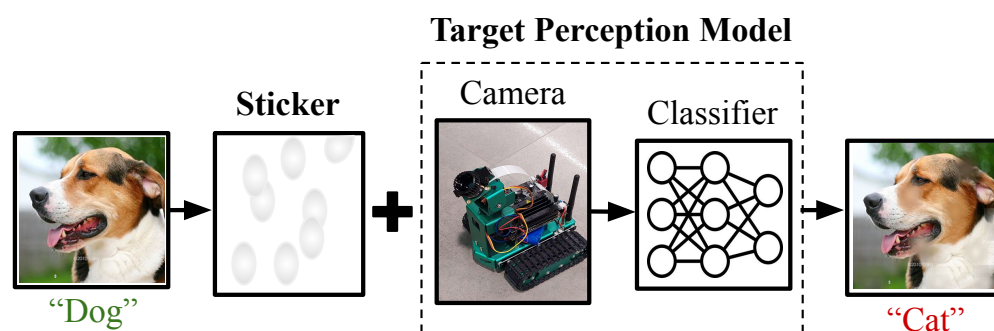 Target Perception Model
Sticker
Camera
Classifier
“Dog”
“Cat”